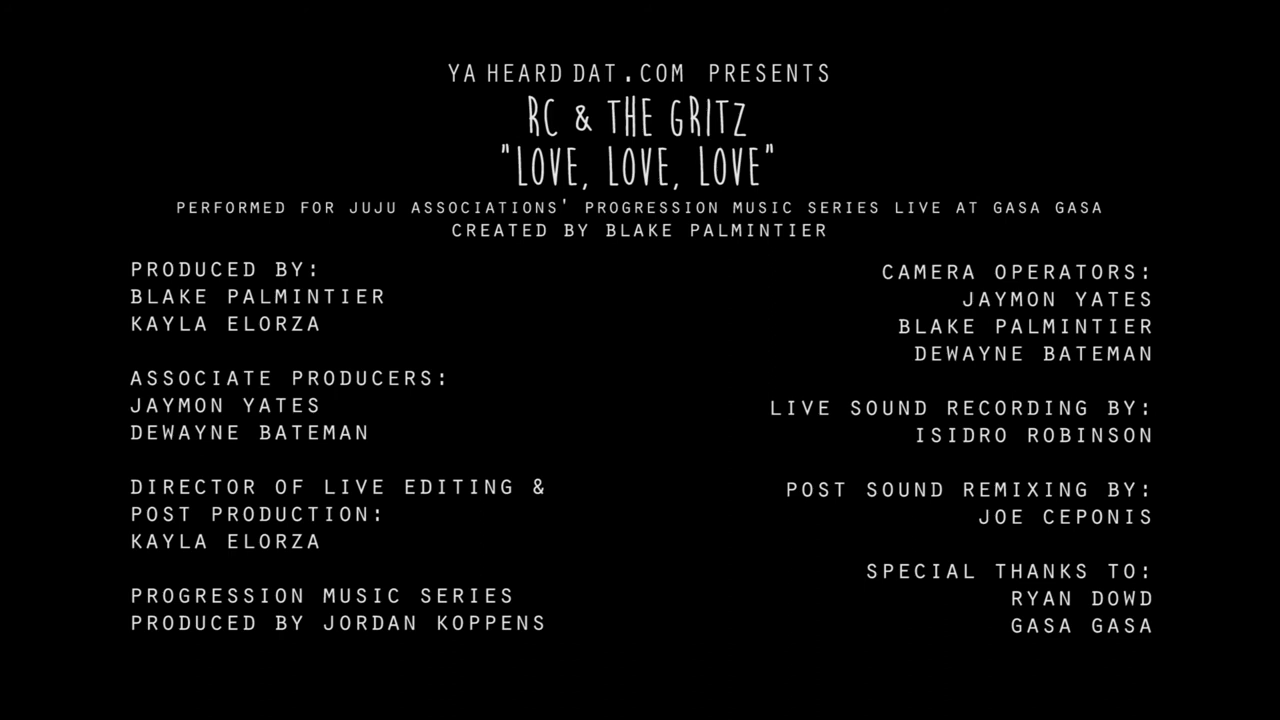 YA HEARD DAT.COM PRESENTS
RC & THE GRITZ
"LOVE, LOVE, LOVE"
PERFORMED FOR JUJU ASSOCIATIONS' PROGRESSION MUSIC SERIES LIVE AT GASA GASA
CREATED BY BLAKE PALMINTIER
PRODUCED BY:
BLAKE PALMINTIER
KAYLA ELORZA
ASSOCIATE PRODUCERS:
JAYMON YATES
DEWAYNE BATEMAN
DIRECTOR OF LIVE EDITING &
POST PRODUCTION:
KAYLA ELORZA
PROGRESSION MUSIC SERIES
PRODUCED BY JORDAN KOPPENS
CAMERA OPERATORS:
JAYMON YATES
BLAKE PALMINTIER
DEWAYNE BATEMAN
LIVE SOUND RECORDING BY:
ISIDRO ROBINSON
POST SOUND REMIXING BY:
JOE CEPONIS
SPECIAL THANKS TO:
RYAN DOWD
GASA GASA